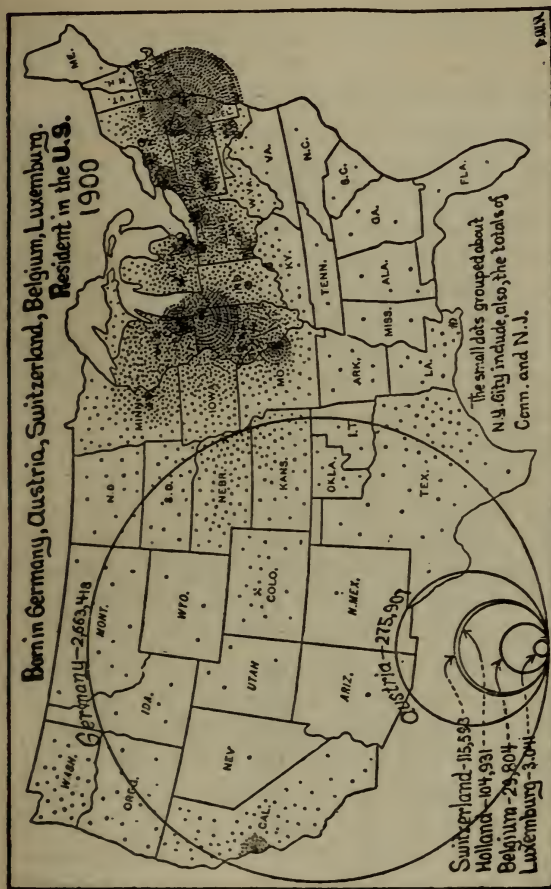 Born in Germany, Austria, Switzerland, Belgium, Luxemburg.
Resident in the U.S.
1900
Germany-2,663,418
Austria-275,907
Switzerland-115,593
Holland-104,931
Belgium-29,804
Luxemburg-3,041
The small dots grouped about
N.Y. City include, also, the totals of
Conn. and N.J.
WASH.
OREG.
CAL.
NEV
IDA.
MONT.
WYO.
UTAH
COLO.
ARIZ.
N.MEX.
N.D.
S.D.
NEBR.
KANS.
OKLA.
I.T.
TEX.
MINN.
IOWA
MO.
ARK.
LA.
KY.
TENN.
MISS.
ALA.
GA.
FLA.
S.C.
N.C.
VA.
W.VA.
VT.
N.H.
ME.